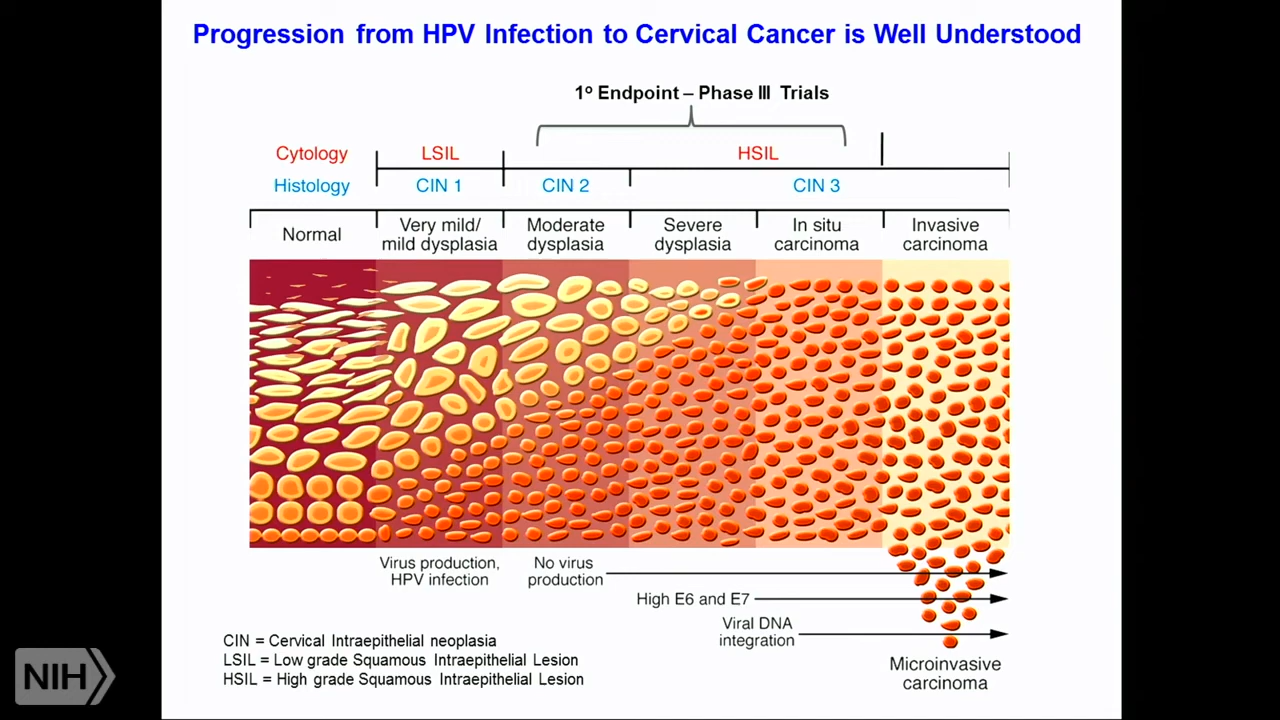 Progression from HPV Infection to Cervical Cancer is Well Understood
1º Endpoint – Phase III Trials
Cytology LSIL HSIL
Histology CIN 1 CIN 2 CIN 3
Normal
Very mild/
mild dysplasia
Moderate
dysplasia
Severe
dysplasia
In situ
carcinoma
Invasive
carcinoma
Virus production,
HPV infection
No virus
production
High E6 and E7
Viral DNA
integration
Microinvasive
carcinoma
CIN = Cervical Intraepithelial neoplasia
LSIL = Low grade Squamous Intraepithelial Lesion
HSIL = High grade Squamous Intraepithelial Lesion
NIH